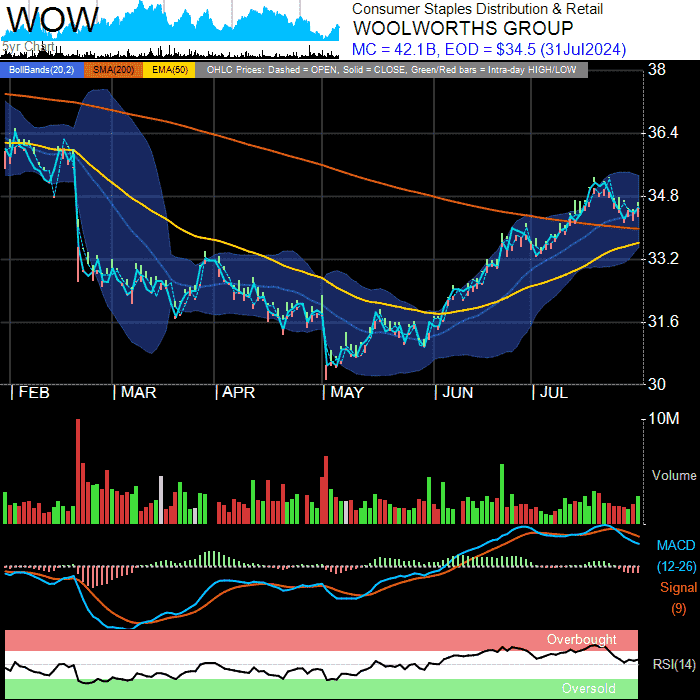 WOW
5yr Chart
Consumer Staples Distribution & Retail
WOOLWORTHS GROUP
MC = 42.1B, EOD = $34.5 (31Jul2024)
BollBands(20,2) SMA(200) EMA(50) OHLC Prices: Dashed = OPEN, Solid = CLOSE, Green/Red bars = Intra-day HIGH/LOW
38
36.4
34.8
33.2
31.6
30
FEB MAR APR MAY JUN JUL
10M
Volume
MACD
(12-26)
Signal
(9)
Overbought
RSI(14)
Oversold